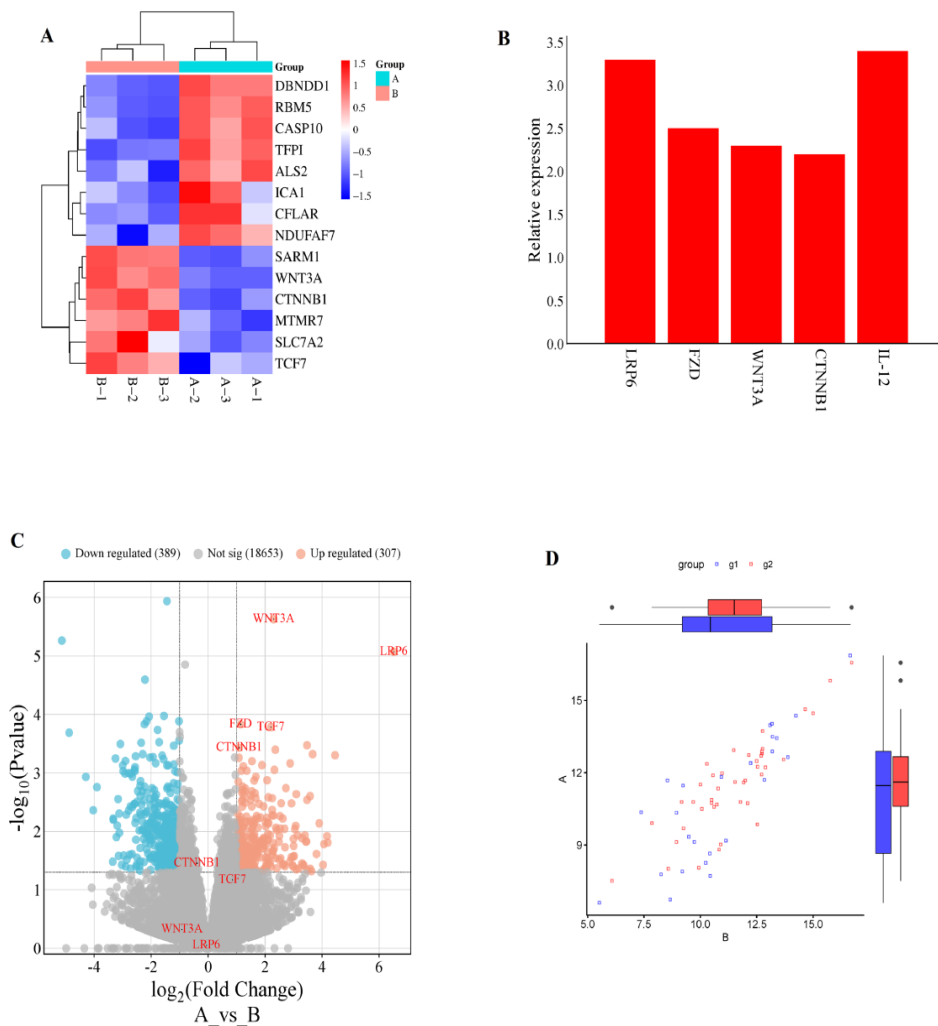 A
Group
DBNDD1
RBM5
CASP10
TFPI
ALS2
ICA1
CFLAR
NDUFAF7
SARM1
WNT3A
CTNNB1
MTMR7
SLC7A2
TCF7
B-1 B-2 B-3 A-2 A-3 A-1
1.5
1
0.5
0
−0.5
−1
−1.5
Group
A
B
B
Relative expression
3.5
3.0
2.5
2.0
1.5
1.0
0.5
0.0
LRP6 FZD WNT3A CTNNB1 IL-12
C
Down regulated (389) Not sig (18653) Up regulated (307)
-log10(Pvalue)
6
5
4
3
2
1
0
WNT3A
LRP6
FZD TCF7
CTNNB1
CTNNB1
TCF7
WNT3A
LRP6
-4 -2 0 2 4 6
log2(Fold Change)
A_vs_B
D
group g1 g2
A
15
12
9
5.0 7.5 10.0 12.5 15.0
B